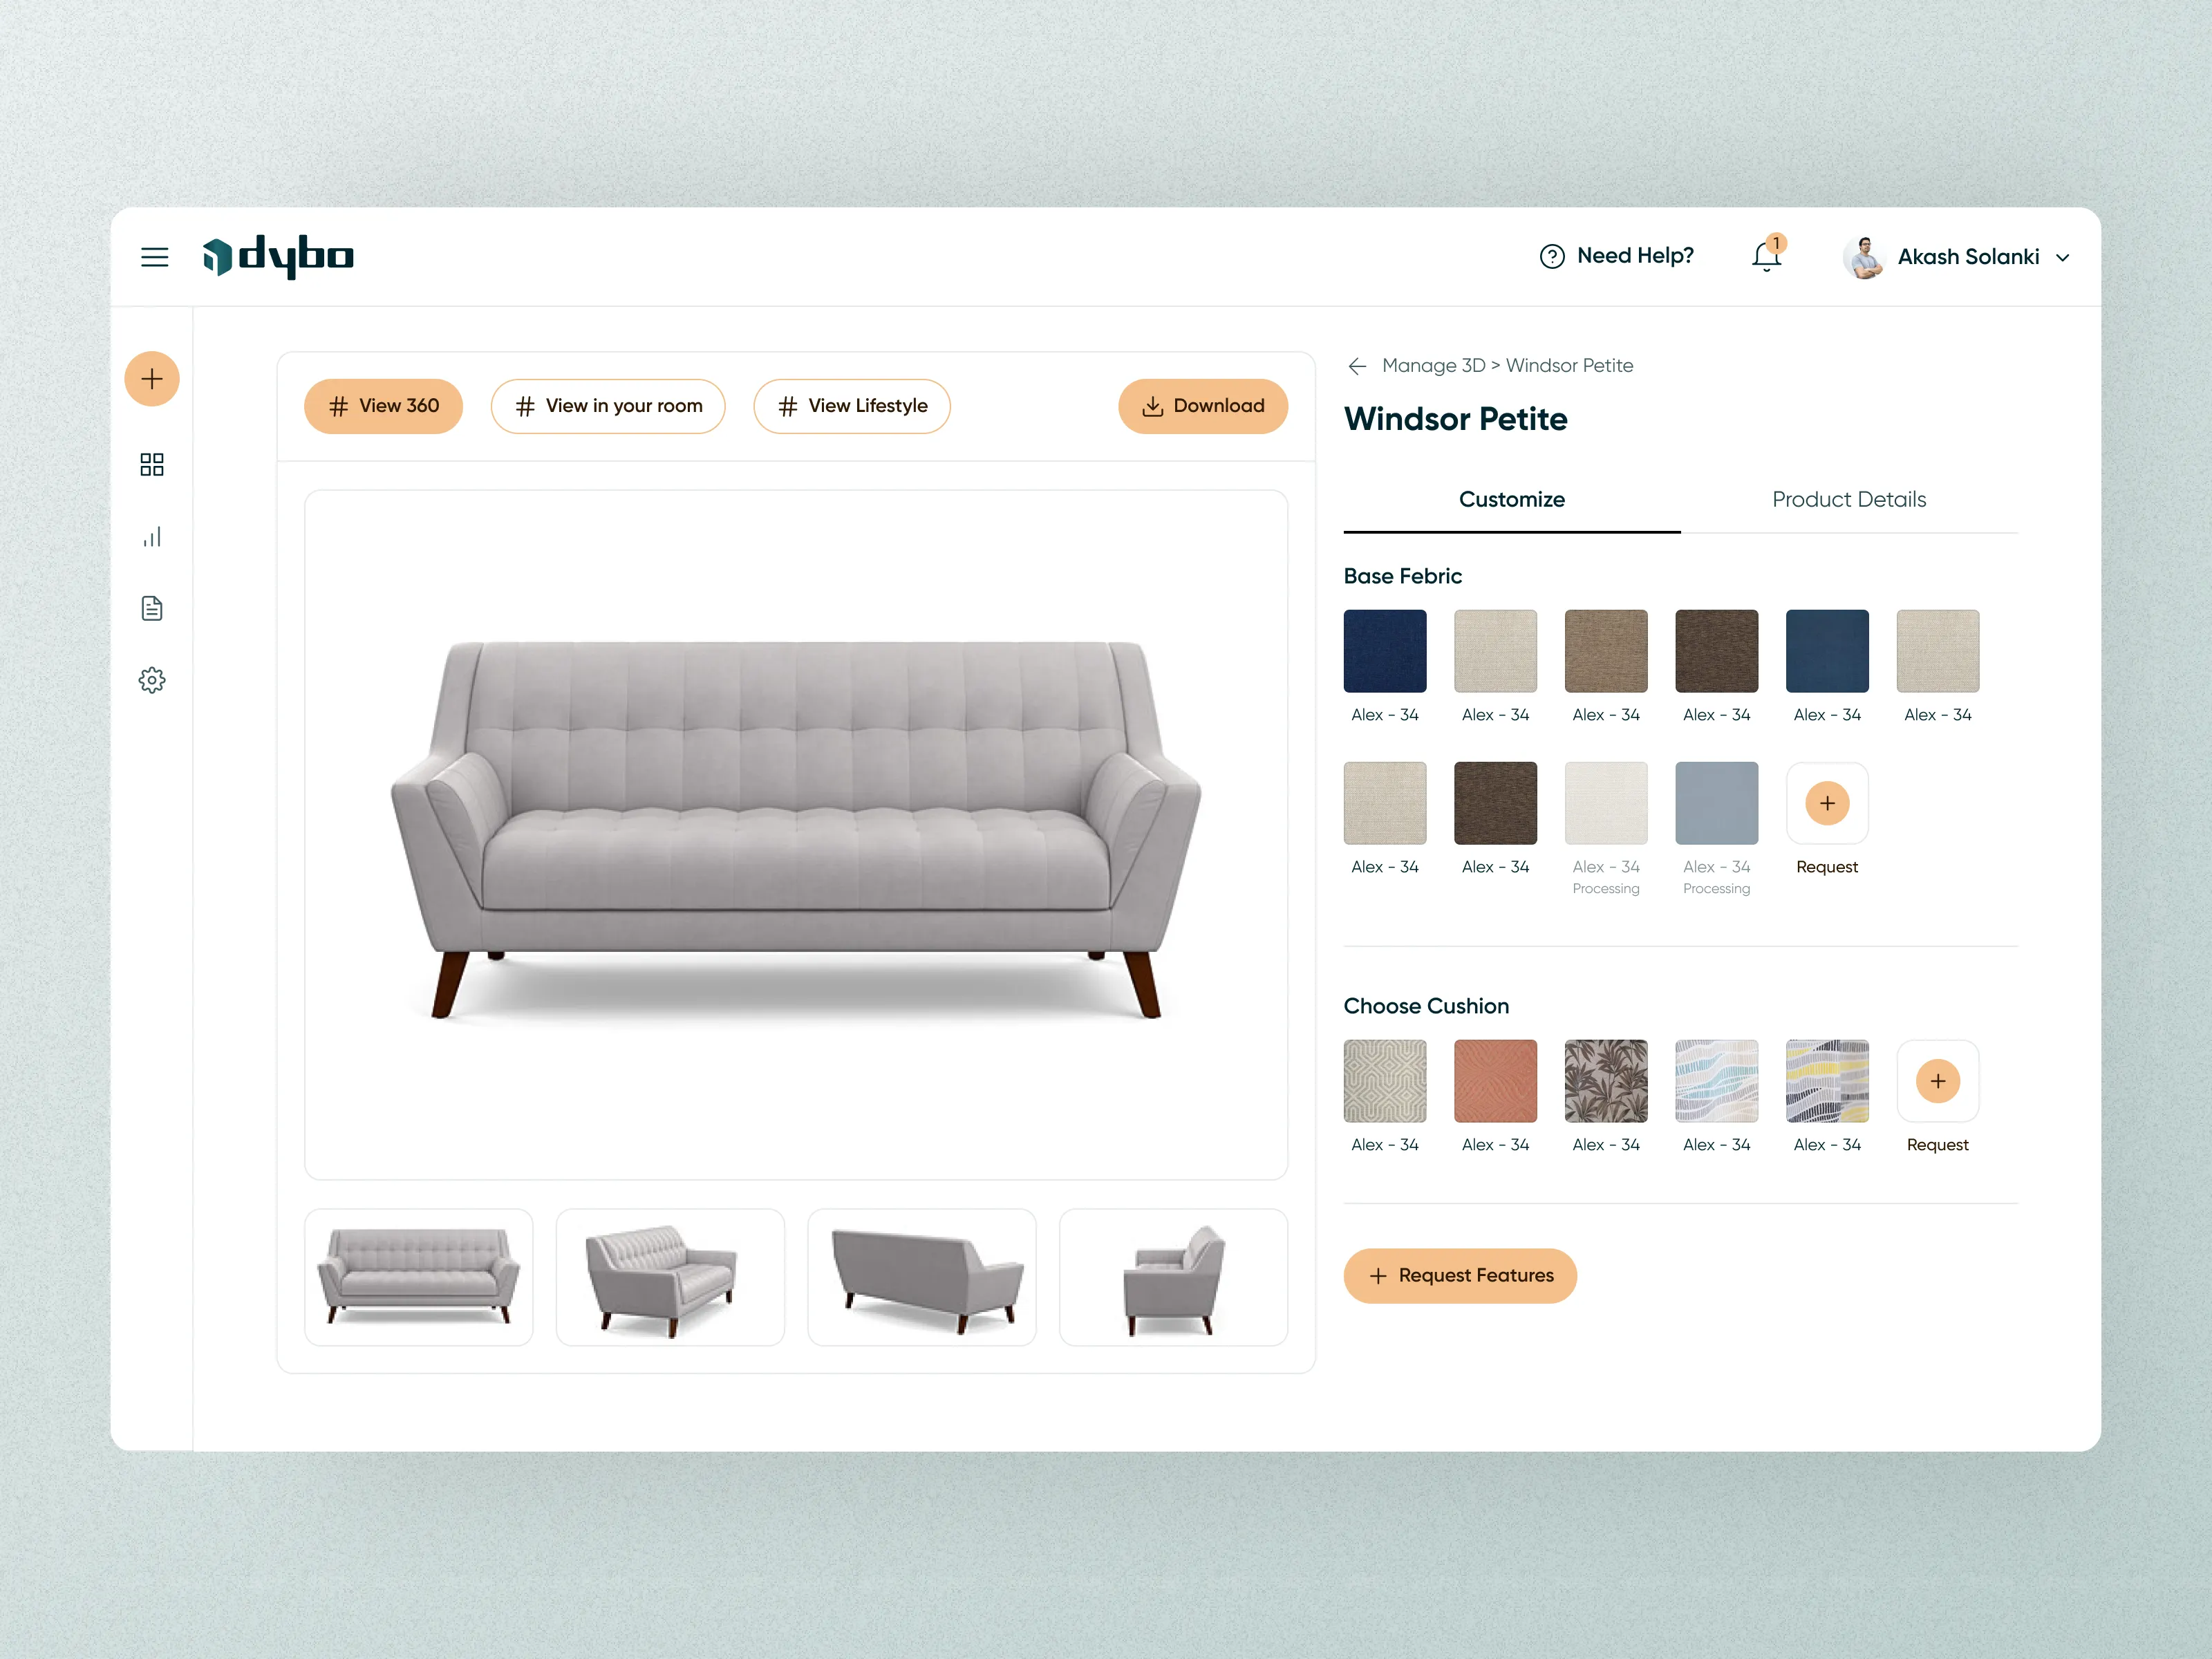 dybo
Need Help?
1
Akash Solanki
# View 360
# View in your room
# View Lifestyle
Download
Manage 3D > Windsor Petite
Windsor Petite
Customize
Product Details
Base Febric
Alex - 34
Alex - 34
Alex - 34
Alex - 34
Alex - 34
Alex - 34
Alex - 34
Alex - 34
Alex - 34
Processing
Alex - 34
Processing
Request
Choose Cushion
Alex - 34
Alex - 34
Alex - 34
Alex - 34
Alex - 34
Request
+ Request Features